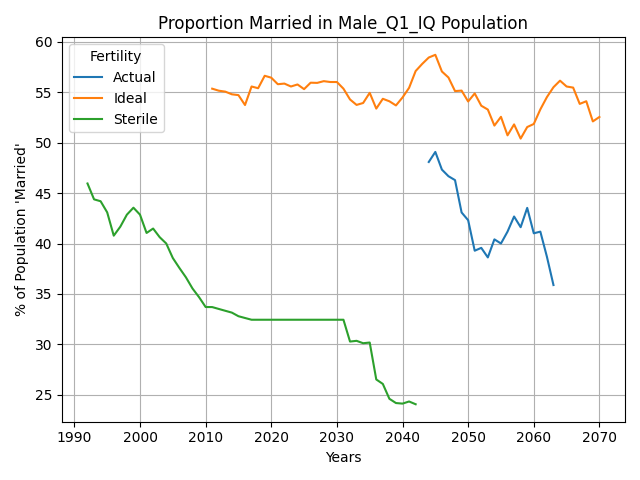 Proportion Married in Male_Q1_IQ Population
Fertility
Actual
Ideal
Sterile
% of Population 'Married'
60
55
50
45
40
35
30
25
1990
2000
2010
2020
2030
2040
2050
2060
2070
Years